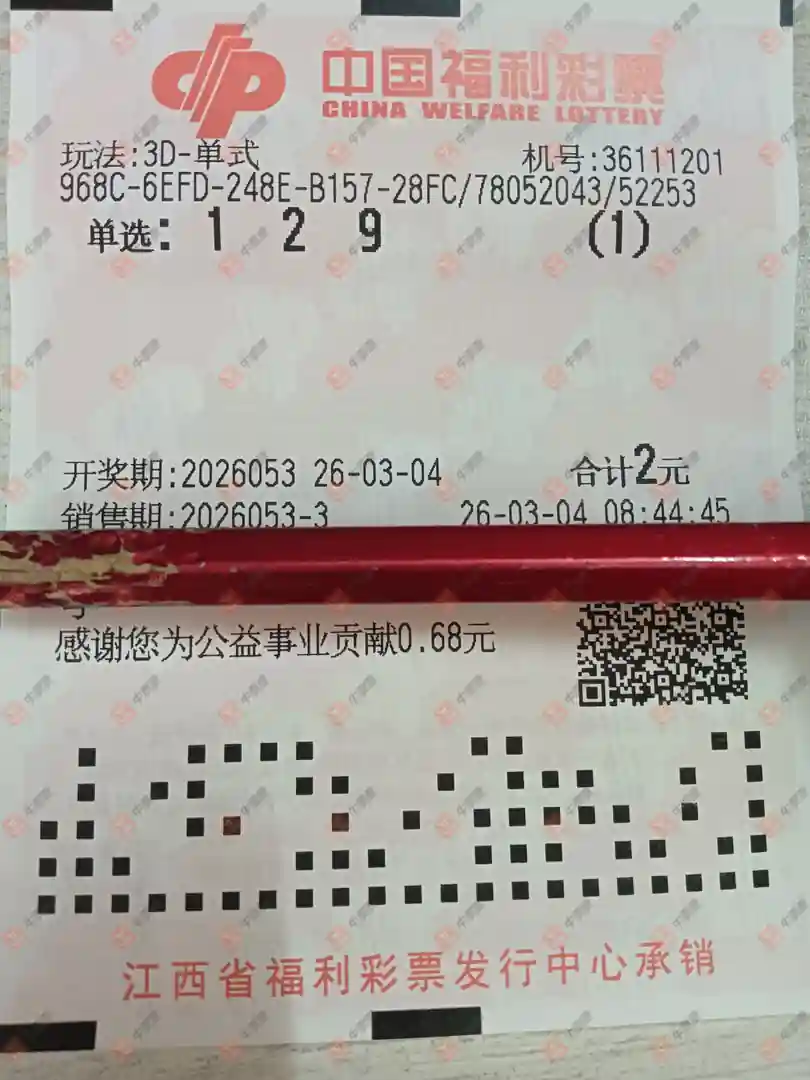 中国福利彩票
CHINA WELFARE LOTTERY
玩法:3D-单式 机号:36111201
968C-6EFD-248E-B157-28FC/78052043/52253
单选: 1 2 9 (1)
开奖期:2026053 26-03-04 合计2元
销售期:2026053-3 26-03-04 08:44:45
感谢您为公益事业贡献0.68元
江西省福利彩票发行中心承销